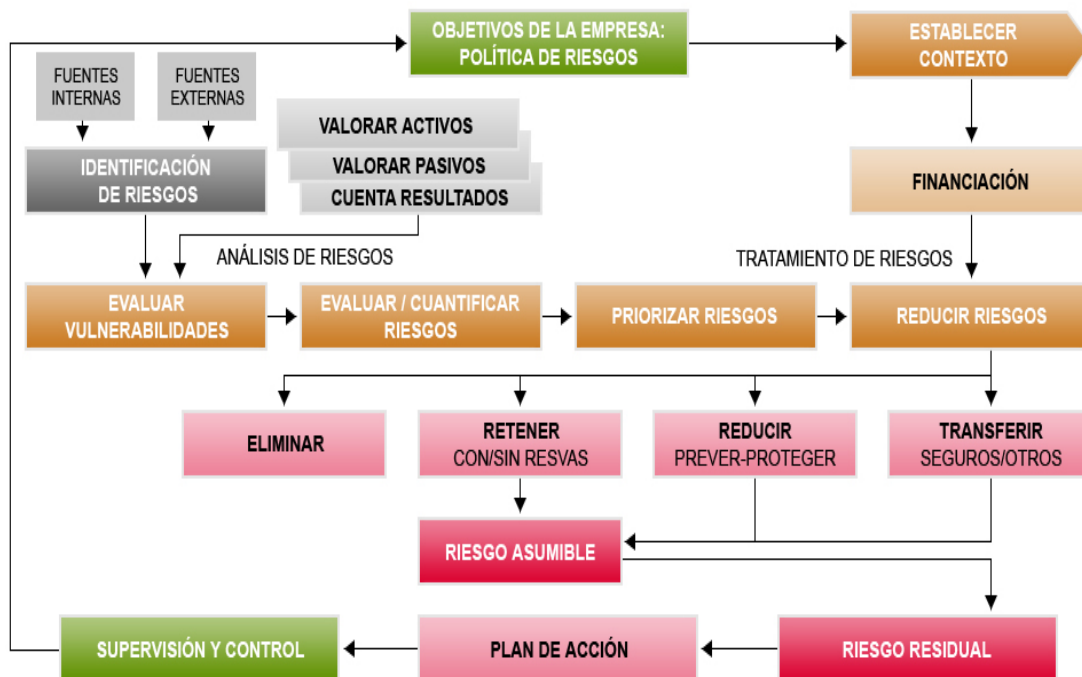 OBJETIVOS DE LA EMPRESA:
POLÍTICA DE RIESGOS
ESTABLECER
CONTEXTO
FUENTES
INTERNAS
FUENTES
EXTERNAS
VALORAR ACTIVOS
VALORAR PASIVOS
CUENTA RESULTADOS
IDENTIFICACIÓN
DE RIESGOS
FINANCIACIÓN
ANÁLISIS DE RIESGOS
TRATAMIENTO DE RIESGOS
EVALUAR
VULNERABILIDADES
EVALUAR / CUANTIFICAR
RIESGOS
PRIORIZAR RIESGOS
REDUCIR RIESGOS
ELIMINAR
RETENER
CON/SIN RESVAS
REDUCIR
PREVER-PROTEGER
TRANSFERIR
SEGUROS/OTROS
RIESGO ASUMIBLE
SUPERVISIÓN Y CONTROL
PLAN DE ACCIÓN
RIESGO RESIDUAL